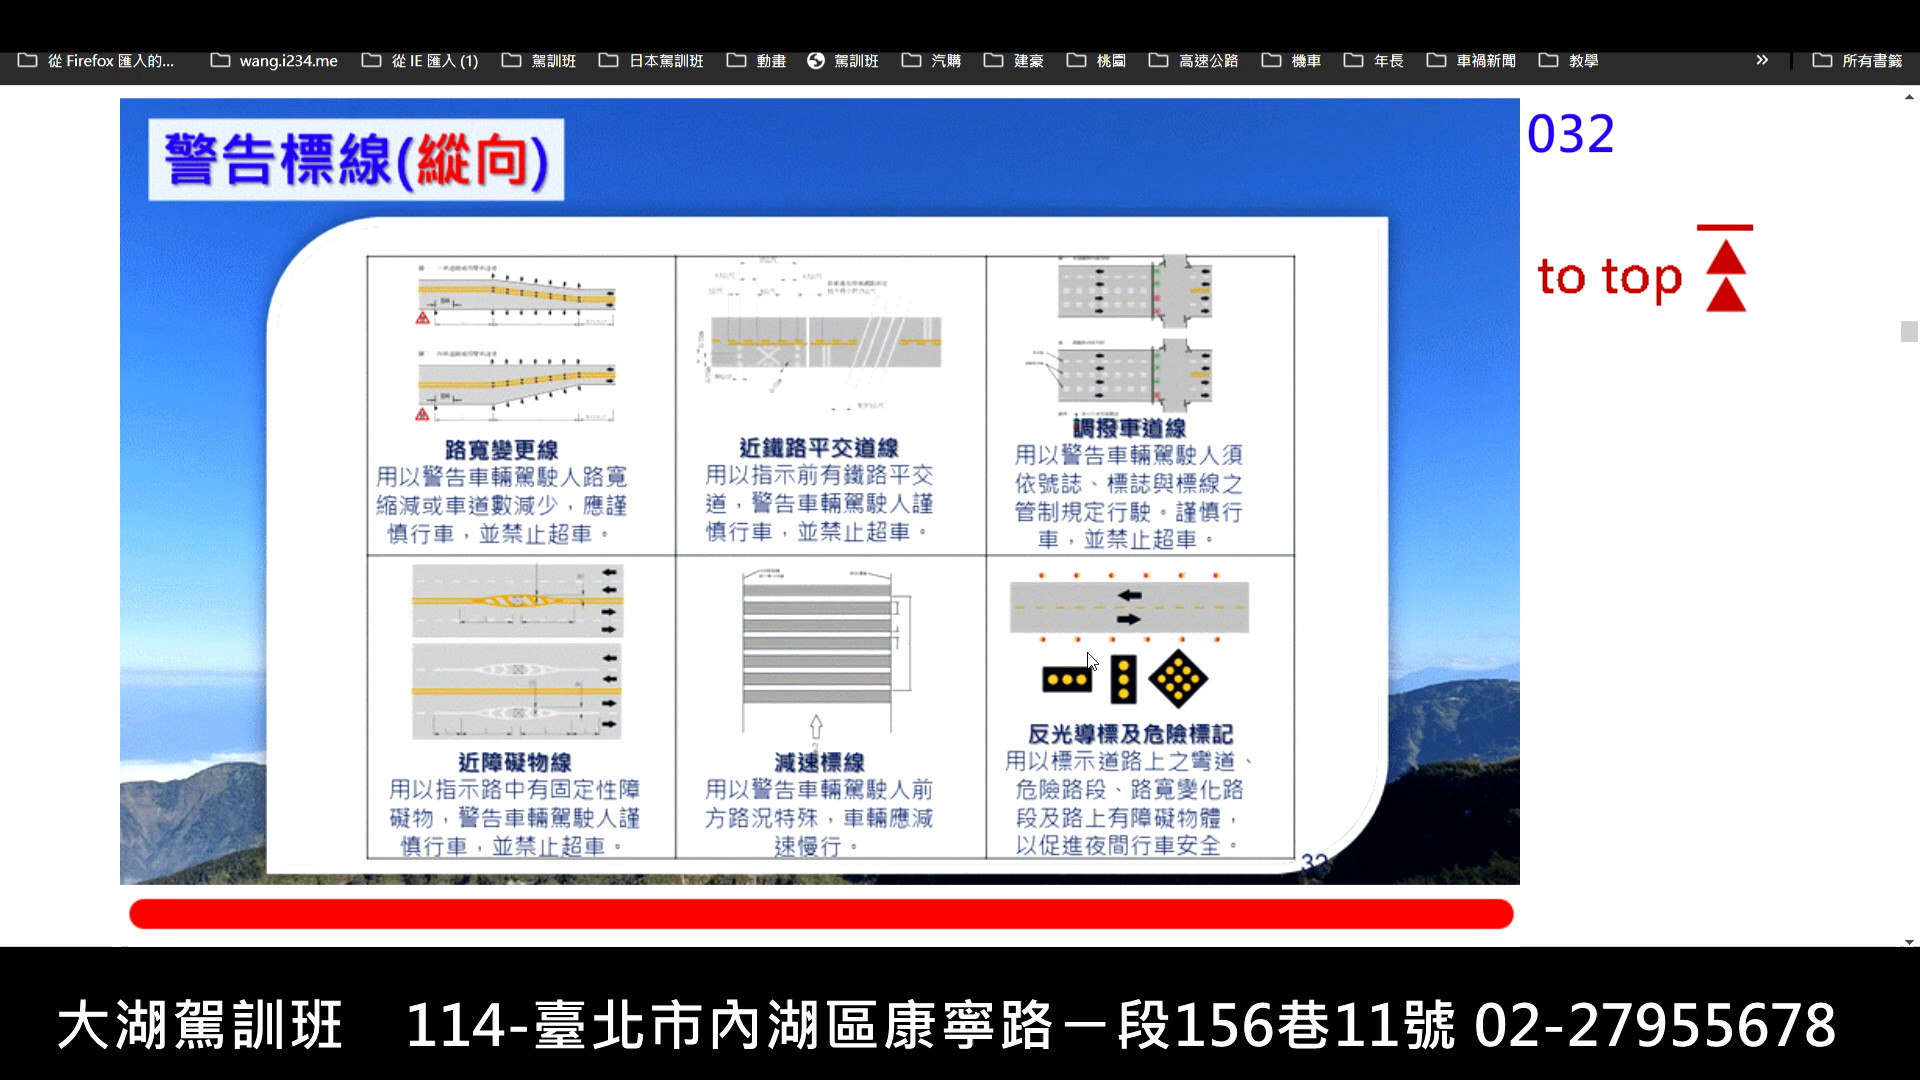 從 Firefox 匯入的...
wang.i234.me
從 IE 匯入 (1)
駕訓班
日本駕訓班
動畫
駕訓班
汽購
建豪
桃園
高速公路
機車
年長
車禍新聞
教學
所有書籤
警告標線(縱向)
032
to top
路寬變更線
用以警告車輛駕駛人路寬
縮減或車道數減少，應謹
慎行車，並禁止超車。
近鐵路平交道線
用以指示前有鐵路平交
道，警告車輛駕駛人謹
慎行車，並禁止超車。
調撥車道線
用以警告車輛駕駛人須
依號誌、標誌與標線之
管制規定行駛。謹慎行
車，並禁止超車。
近障礙物線
用以指示路中有固定性障
礙物，警告車輛駕駛人謹
慎行車，並禁止超車。
減速標線
用以警告車輛駕駛人前
方路況特殊，車輛應減
速慢行。
反光導標及危險標記
用以標示道路上之彎道、
危險路段、路寬變化路
段及路上有障礙物體，
以促進夜間行車安全。
32
大湖駕訓班 114-臺北市內湖區康寧路一段156巷11號 02-27955678